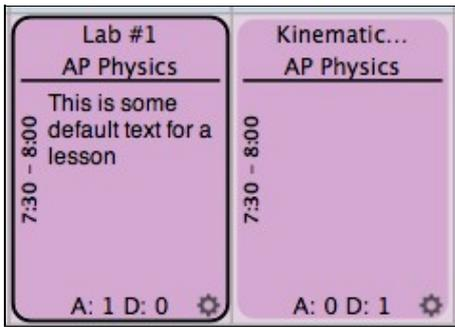 Lab #1
AP Physics
This is some
default text for a
lesson
7:30 - 8:00
A: 1 D: 0
Kinematic...
AP Physics
7:30 - 8:00
A: 0 D: 1